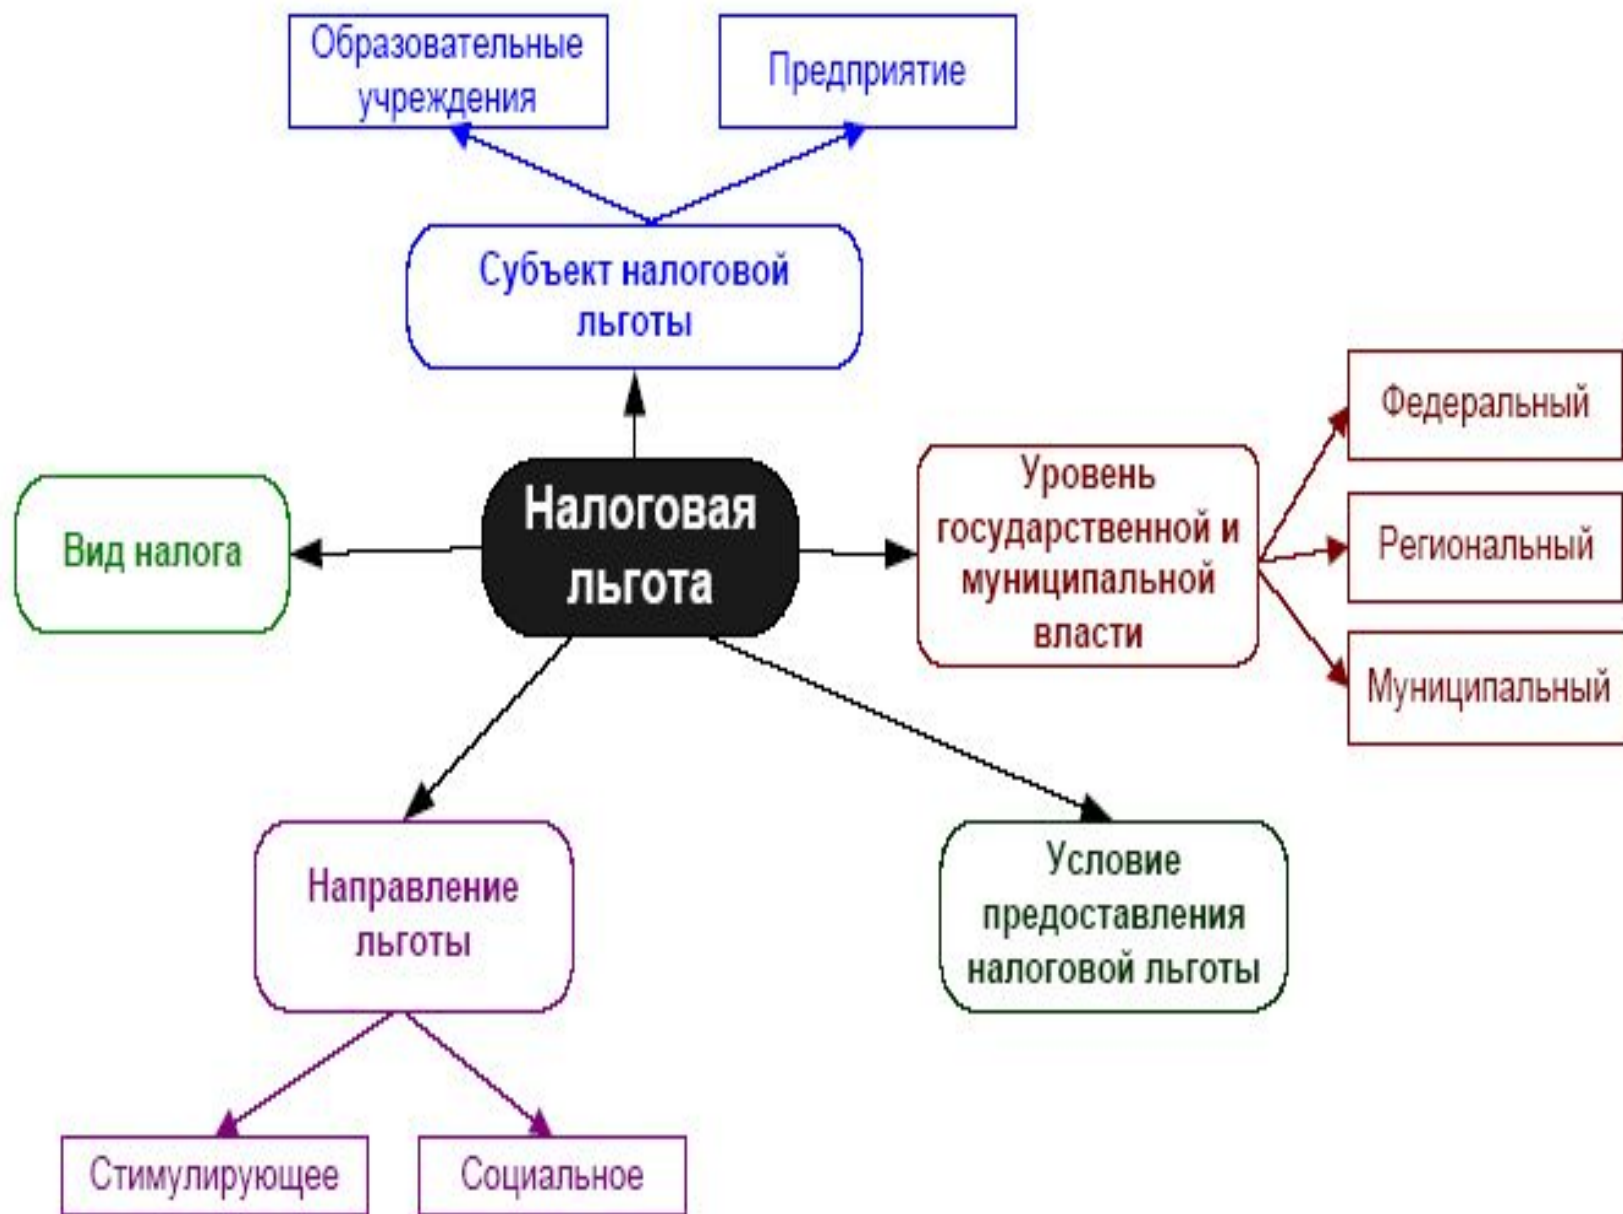 Образовательные
учреждения
Предприятие
Субъект налоговой
льготы
Федеральный
Региональный
Муниципальный
Уровень
государственной и
муниципальной
власти
Налоговая
льгота
Вид налога
Направление
льготы
Условие
предоставления
налоговой льготы
Стимулирующее
Социальное